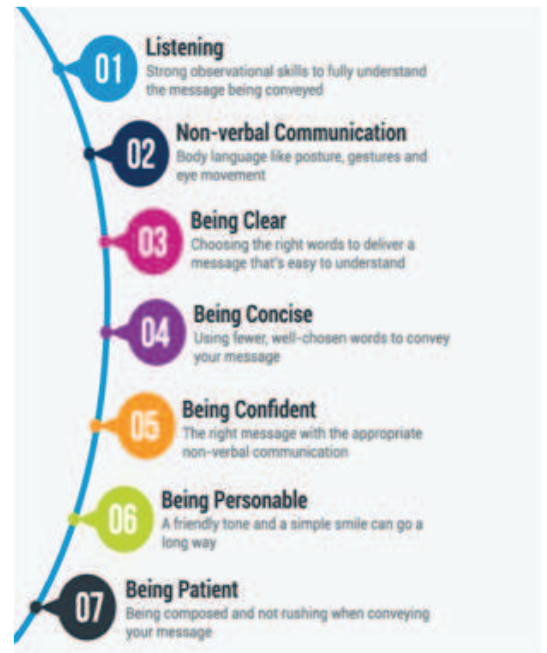 01
Listening
Strong observational skills to fully understand
the message being conveyed
02
Non-verbal Communication
Body language like posture, gestures and
eye movement
03
Being Clear
Choosing the right words to deliver a
message that's easy to understand
04
Being Concise
Using fewer, well-chosen words to convey
your message
05
Being Confident
The right message with the appropriate
non-verbal communication
06
Being Personable
A friendly tone and a simple smile can go a
long way
07
Being Patient
Being composed and not rushing when conveying
your message